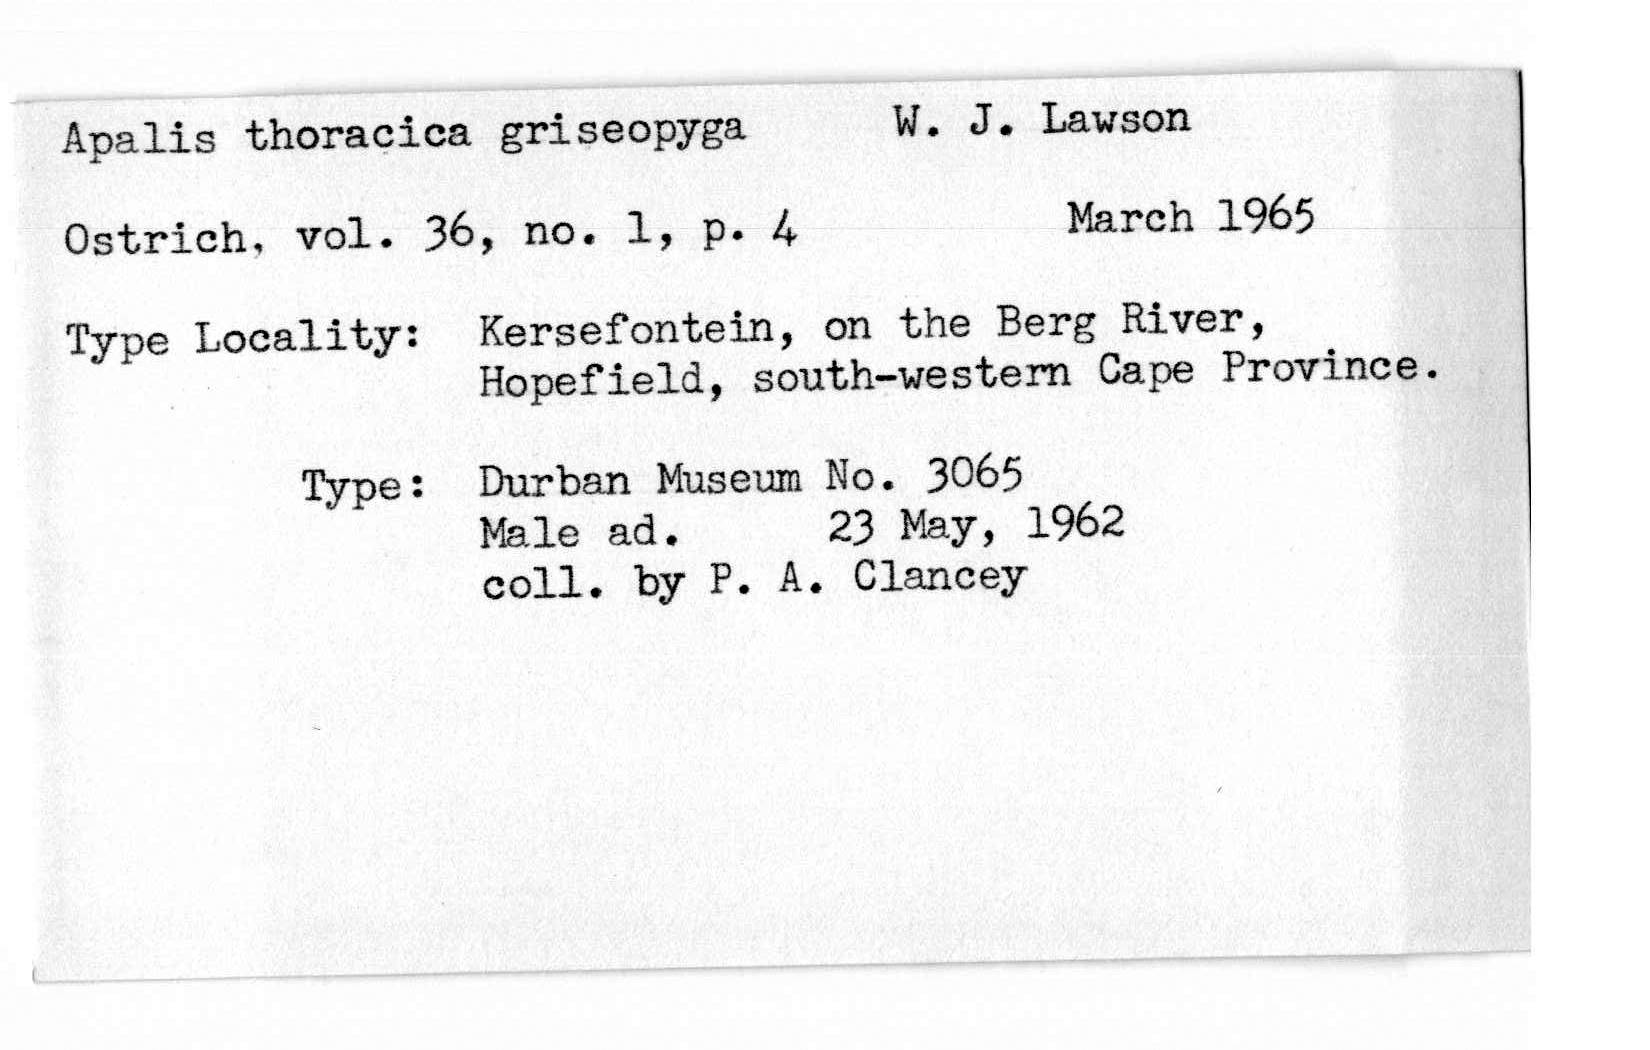 Apalis thoracica griseopyga W. J. Lawson
Ostrich, vol. 36, no. 1, p. 4 March 1965
Type Locality: Kersefontein, on the Berg River,
Hopefield, south-western Cape Province.
Type: Durban Museum No. 3065
Male ad. 23 May, 1962
coll. by P. A. Clancey